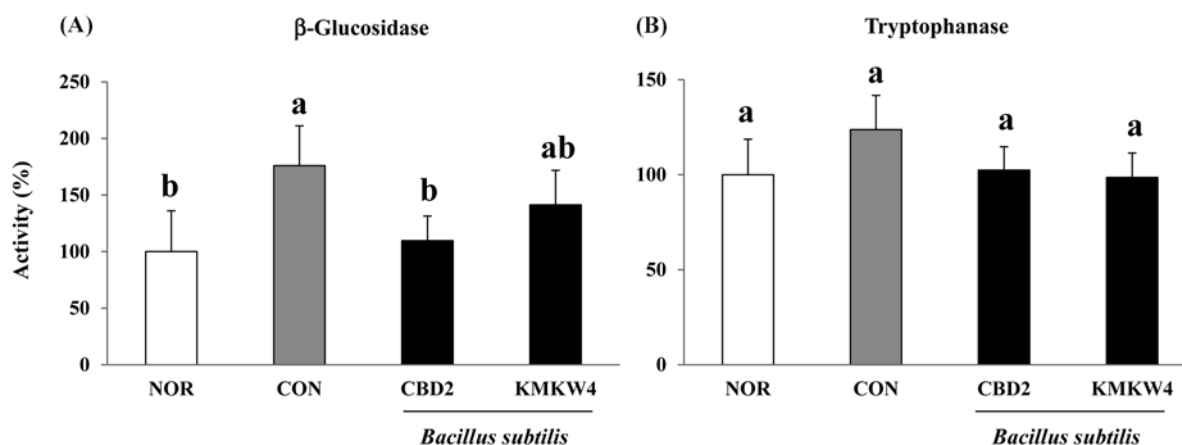 (A)
β-Glucosidase
Activity (%)
250
200
150
100
50
0
b
a
b
ab
NOR
CON
CBD2
KMKW4
Bacillus subtilis
(B)
Tryptophanase
150
100
50
0
a
a
a
a
NOR
CON
CBD2
KMKW4
Bacillus subtilis